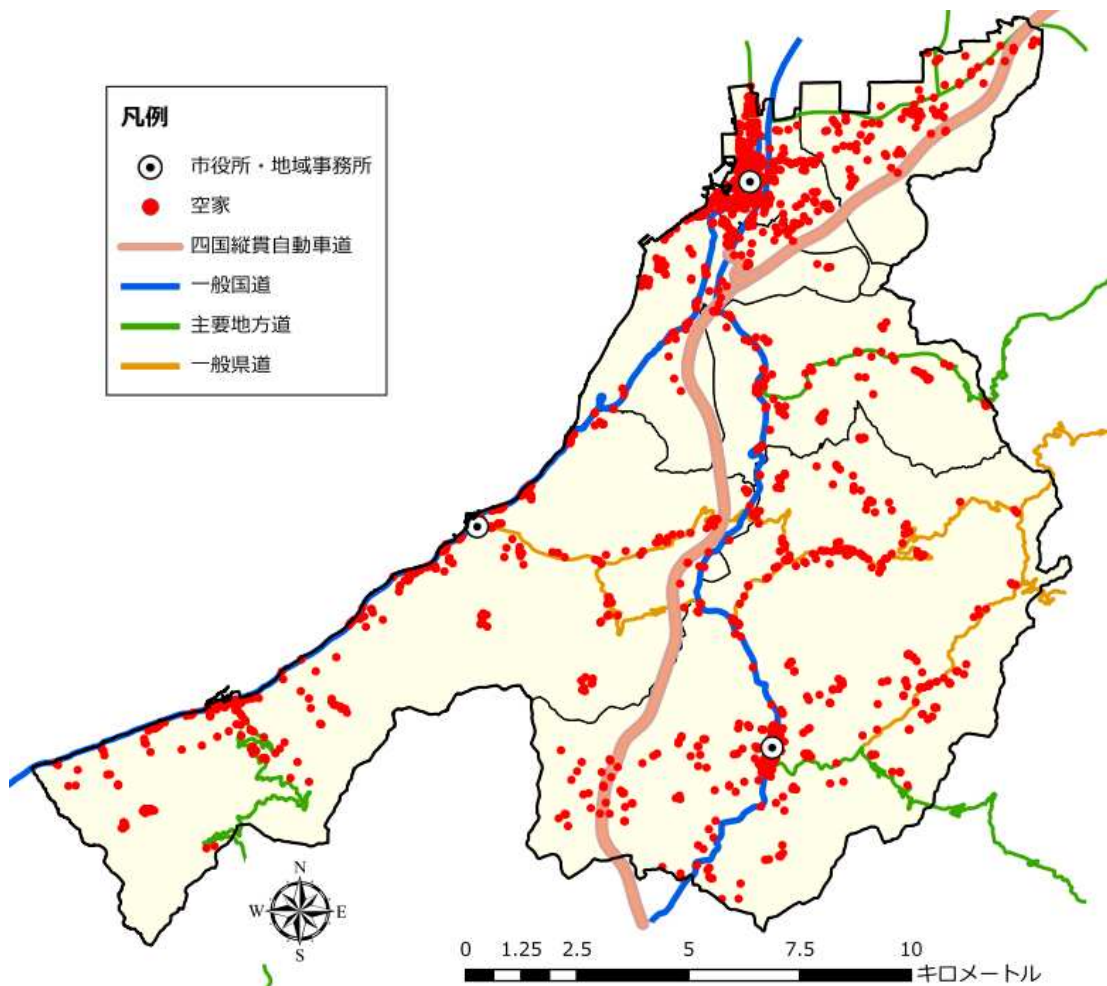 凡例
市役所・地域事務所
空家
四国縦貫自動車道
一般国道
主要地方道
一般県道
N
W E
S
0 1.25 2.5 5 7.5 10
キロメートル